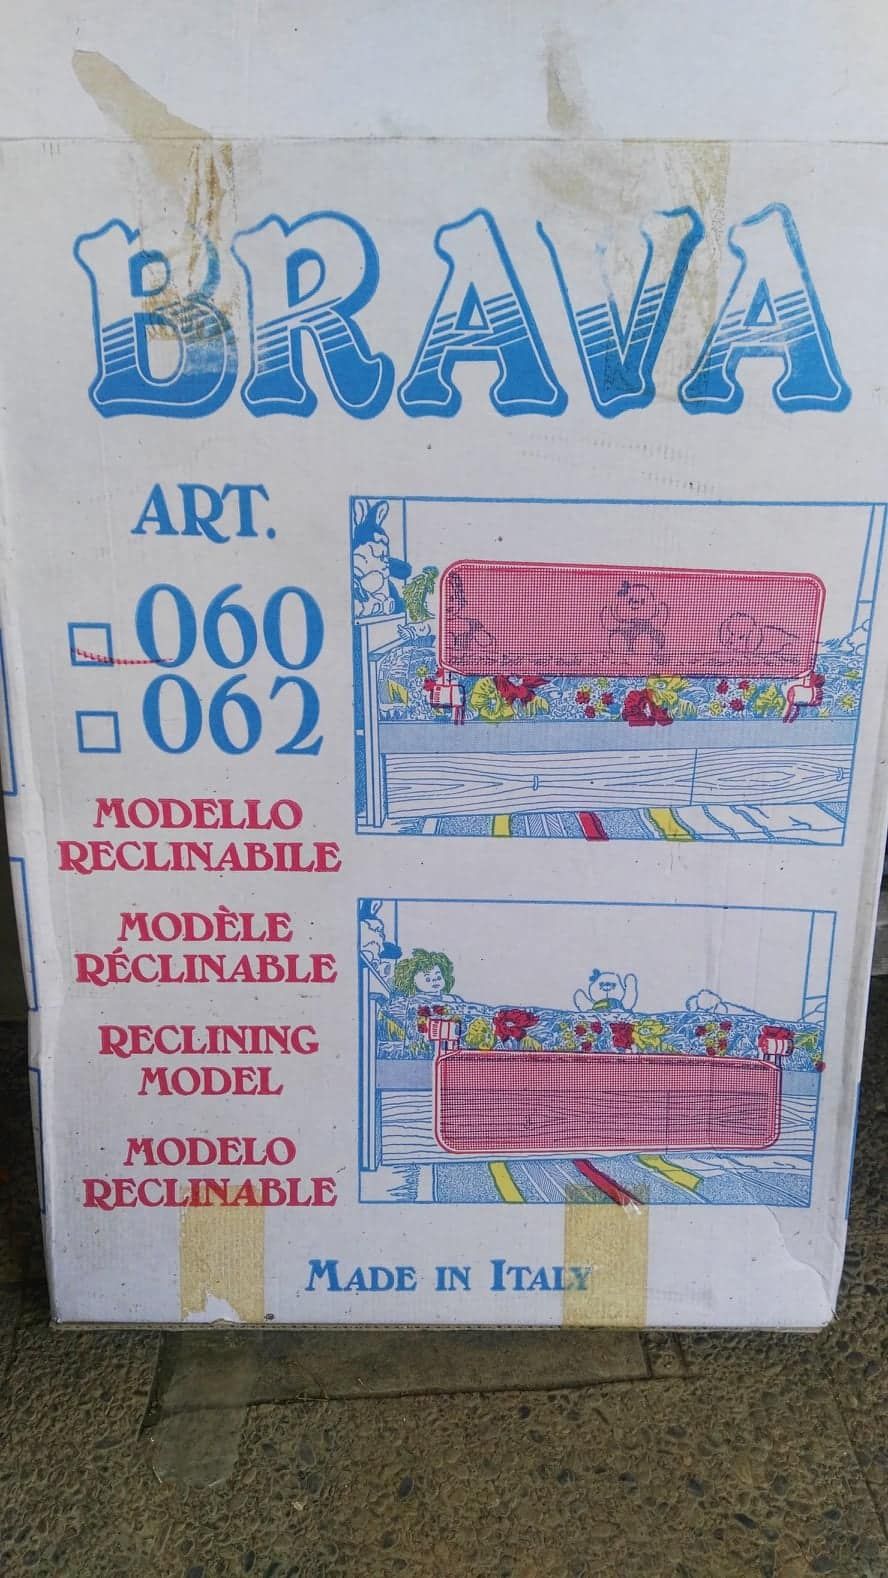 BRAVA
ART.
060
062
MODELLO
RECLINABILE
MODÈLE
RÉCLINABLE
RECLINING
MODEL
MODELO
RECLINABLE
MADE IN ITALY